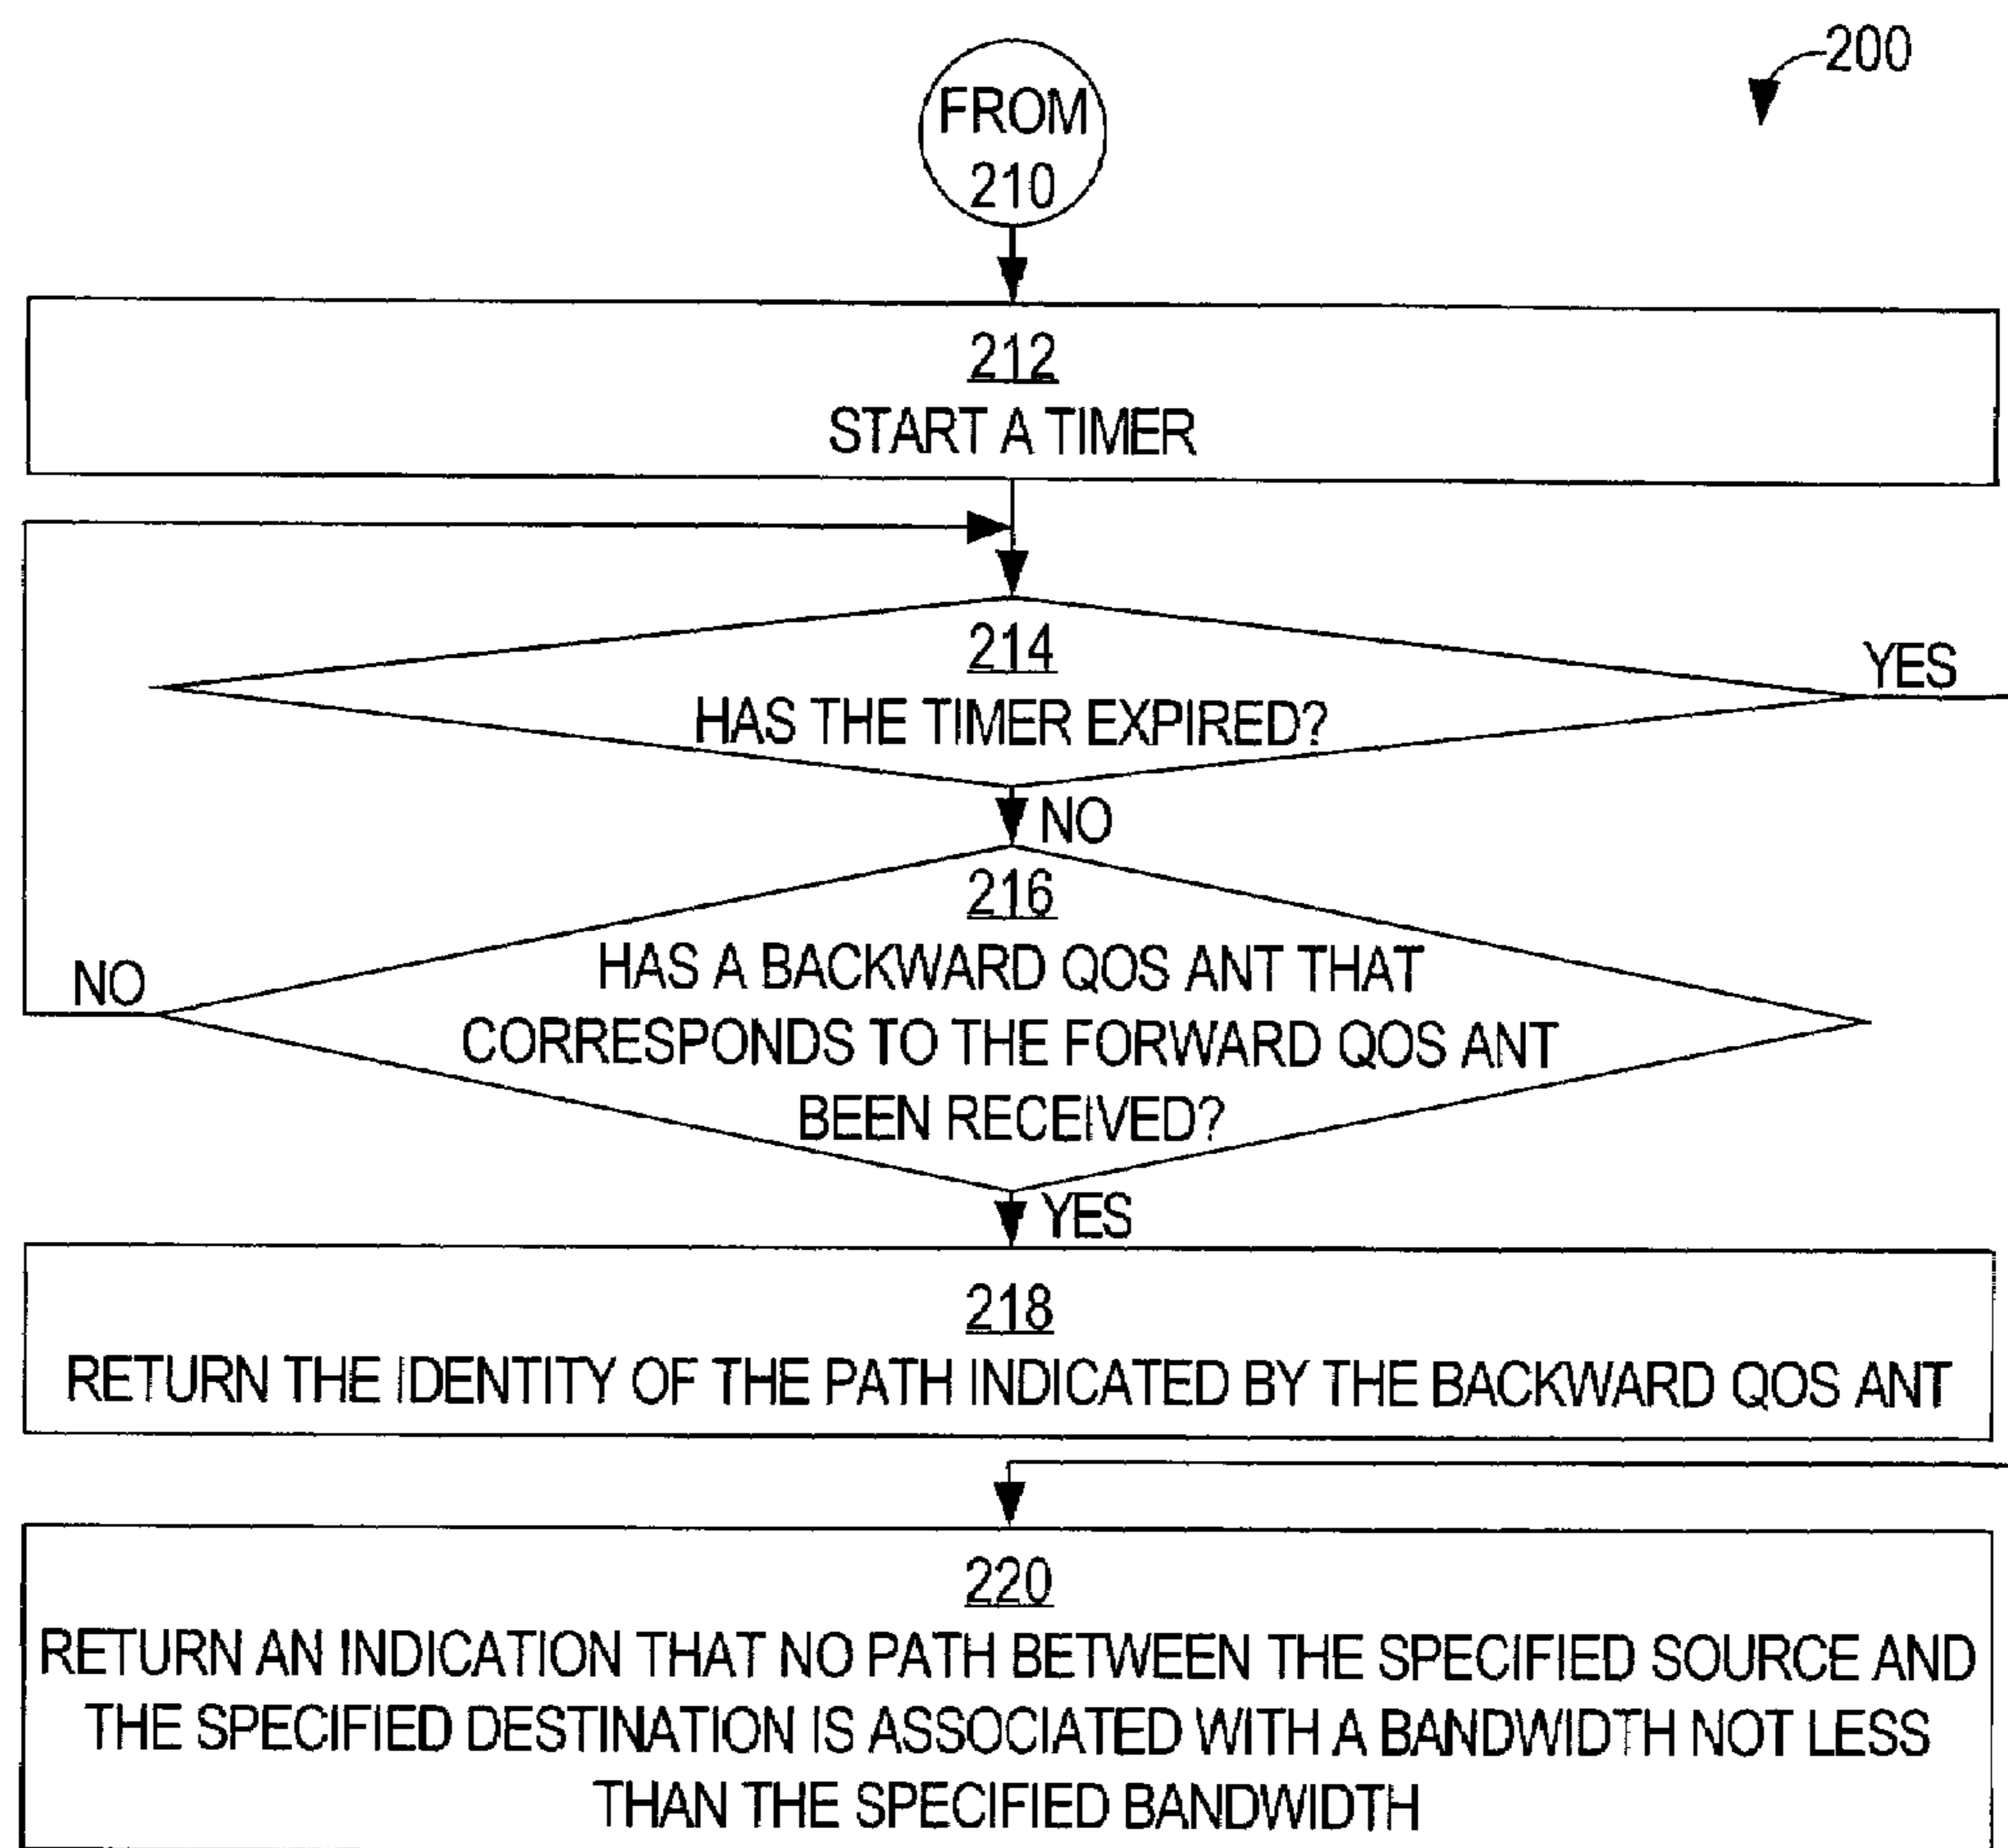 200
FROM
210
212
START A TIMER
214
HAS THE TIMER EXPIRED?
YES
NO
216
HAS A BACKWARD QOS ANT THAT
CORRESPONDS TO THE FORWARD QOS ANT
BEEN RECEIVED?
NO
YES
218
RETURN THE IDENTITY OF THE PATH INDICATED BY THE BACKWARD QOS ANT
220
RETURN AN INDICATION THAT NO PATH BETWEEN THE SPECIFIED SOURCE AND
THE SPECIFIED DESTINATION IS ASSOCIATED WITH A BANDWIDTH NOT LESS
THAN THE SPECIFIED BANDWIDTH